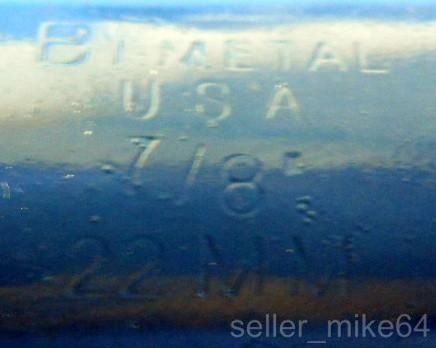 BI METAL
USA
7/8"
22 MM
seller_mike64